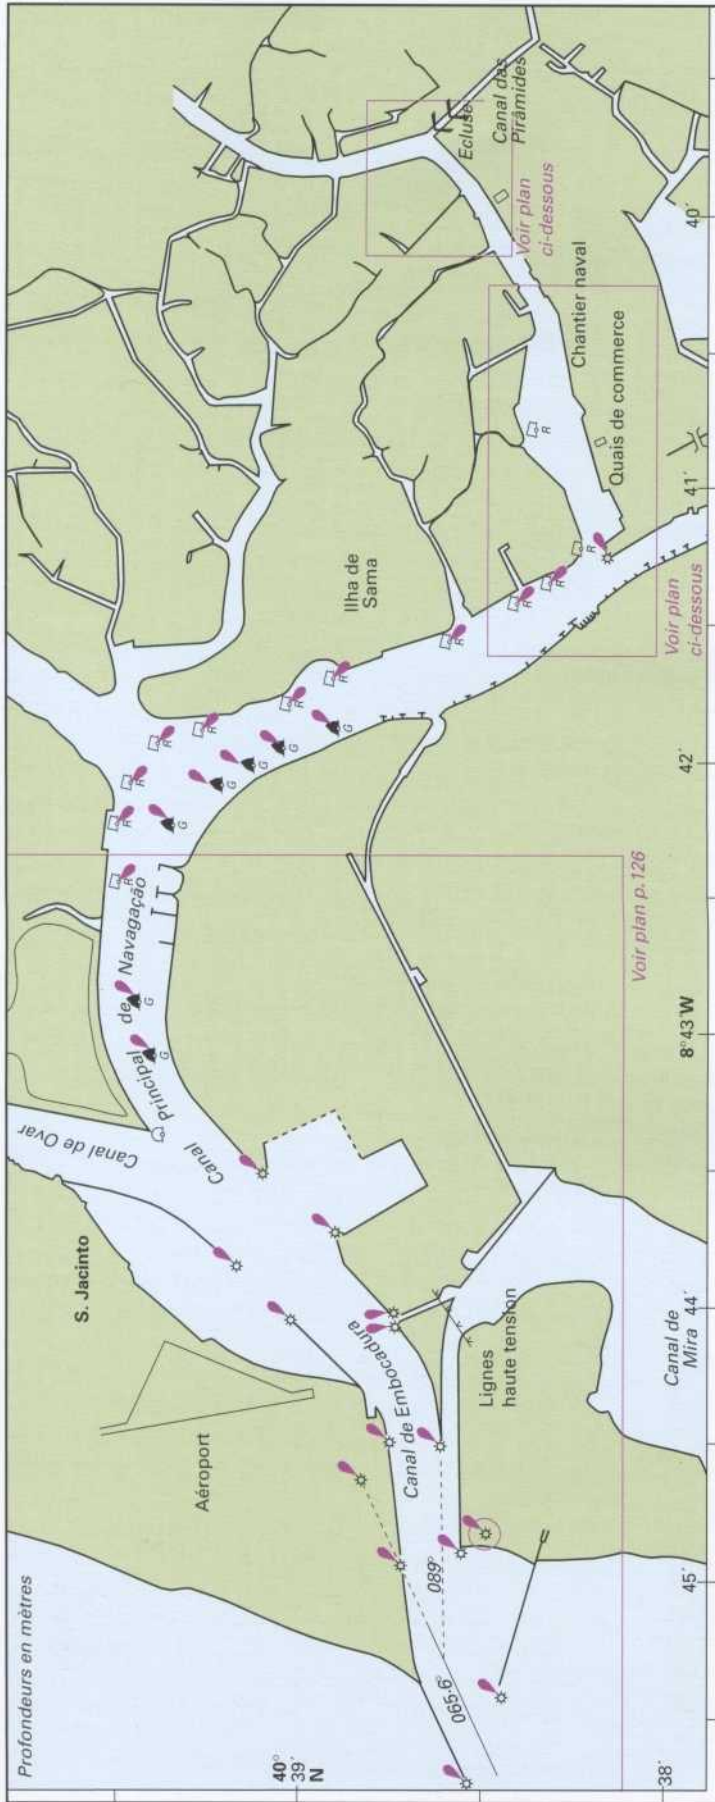 Profondeurs en mètres
S. Jacinto
Aéroport
Canal de Ovar
Canal Principal de Navagação
Canal de Embocadura
089°
065·6°
Lignes
haute tension
Canal de
Mira
Ilha de
Sama
Ecluse
Canal das
Pirâmides
Voir plan
ci-dessous
Chantier naval
Quais de commerce
Voir plan
ci-dessous
Voir plan p.126
R
R
R
R
R
R
R
R
R
R
R
R
G
G
G
G
G
G
G
40°
39′
N
38′
45′
44′
8°43′W
42′
41′
40′